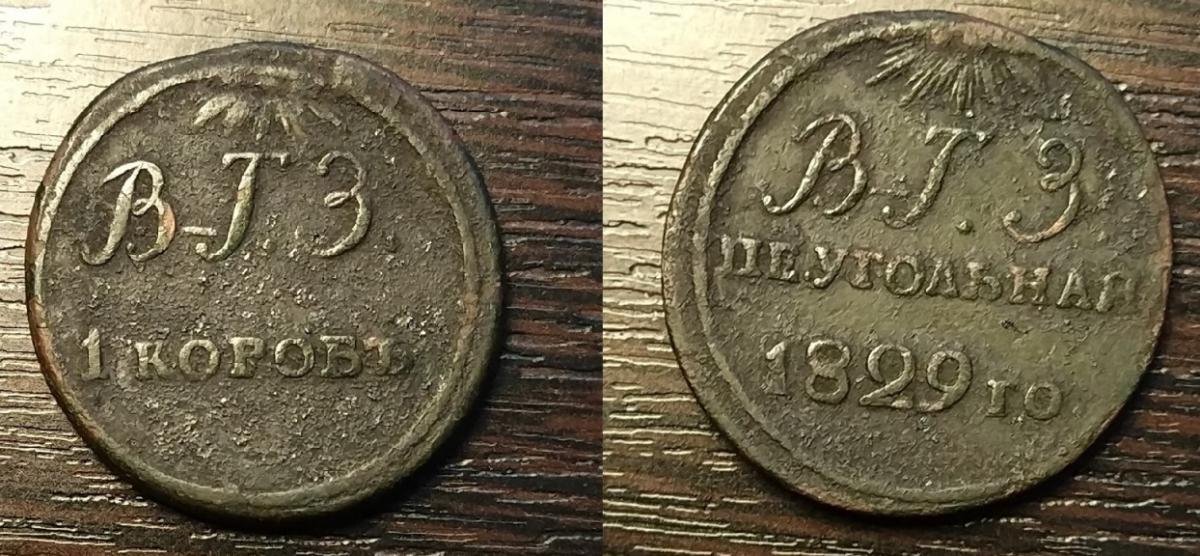 В-Г. З
1 КОРОБЪ
В-Г. З
ПЕУГОЛЬНАЯ
1829 го